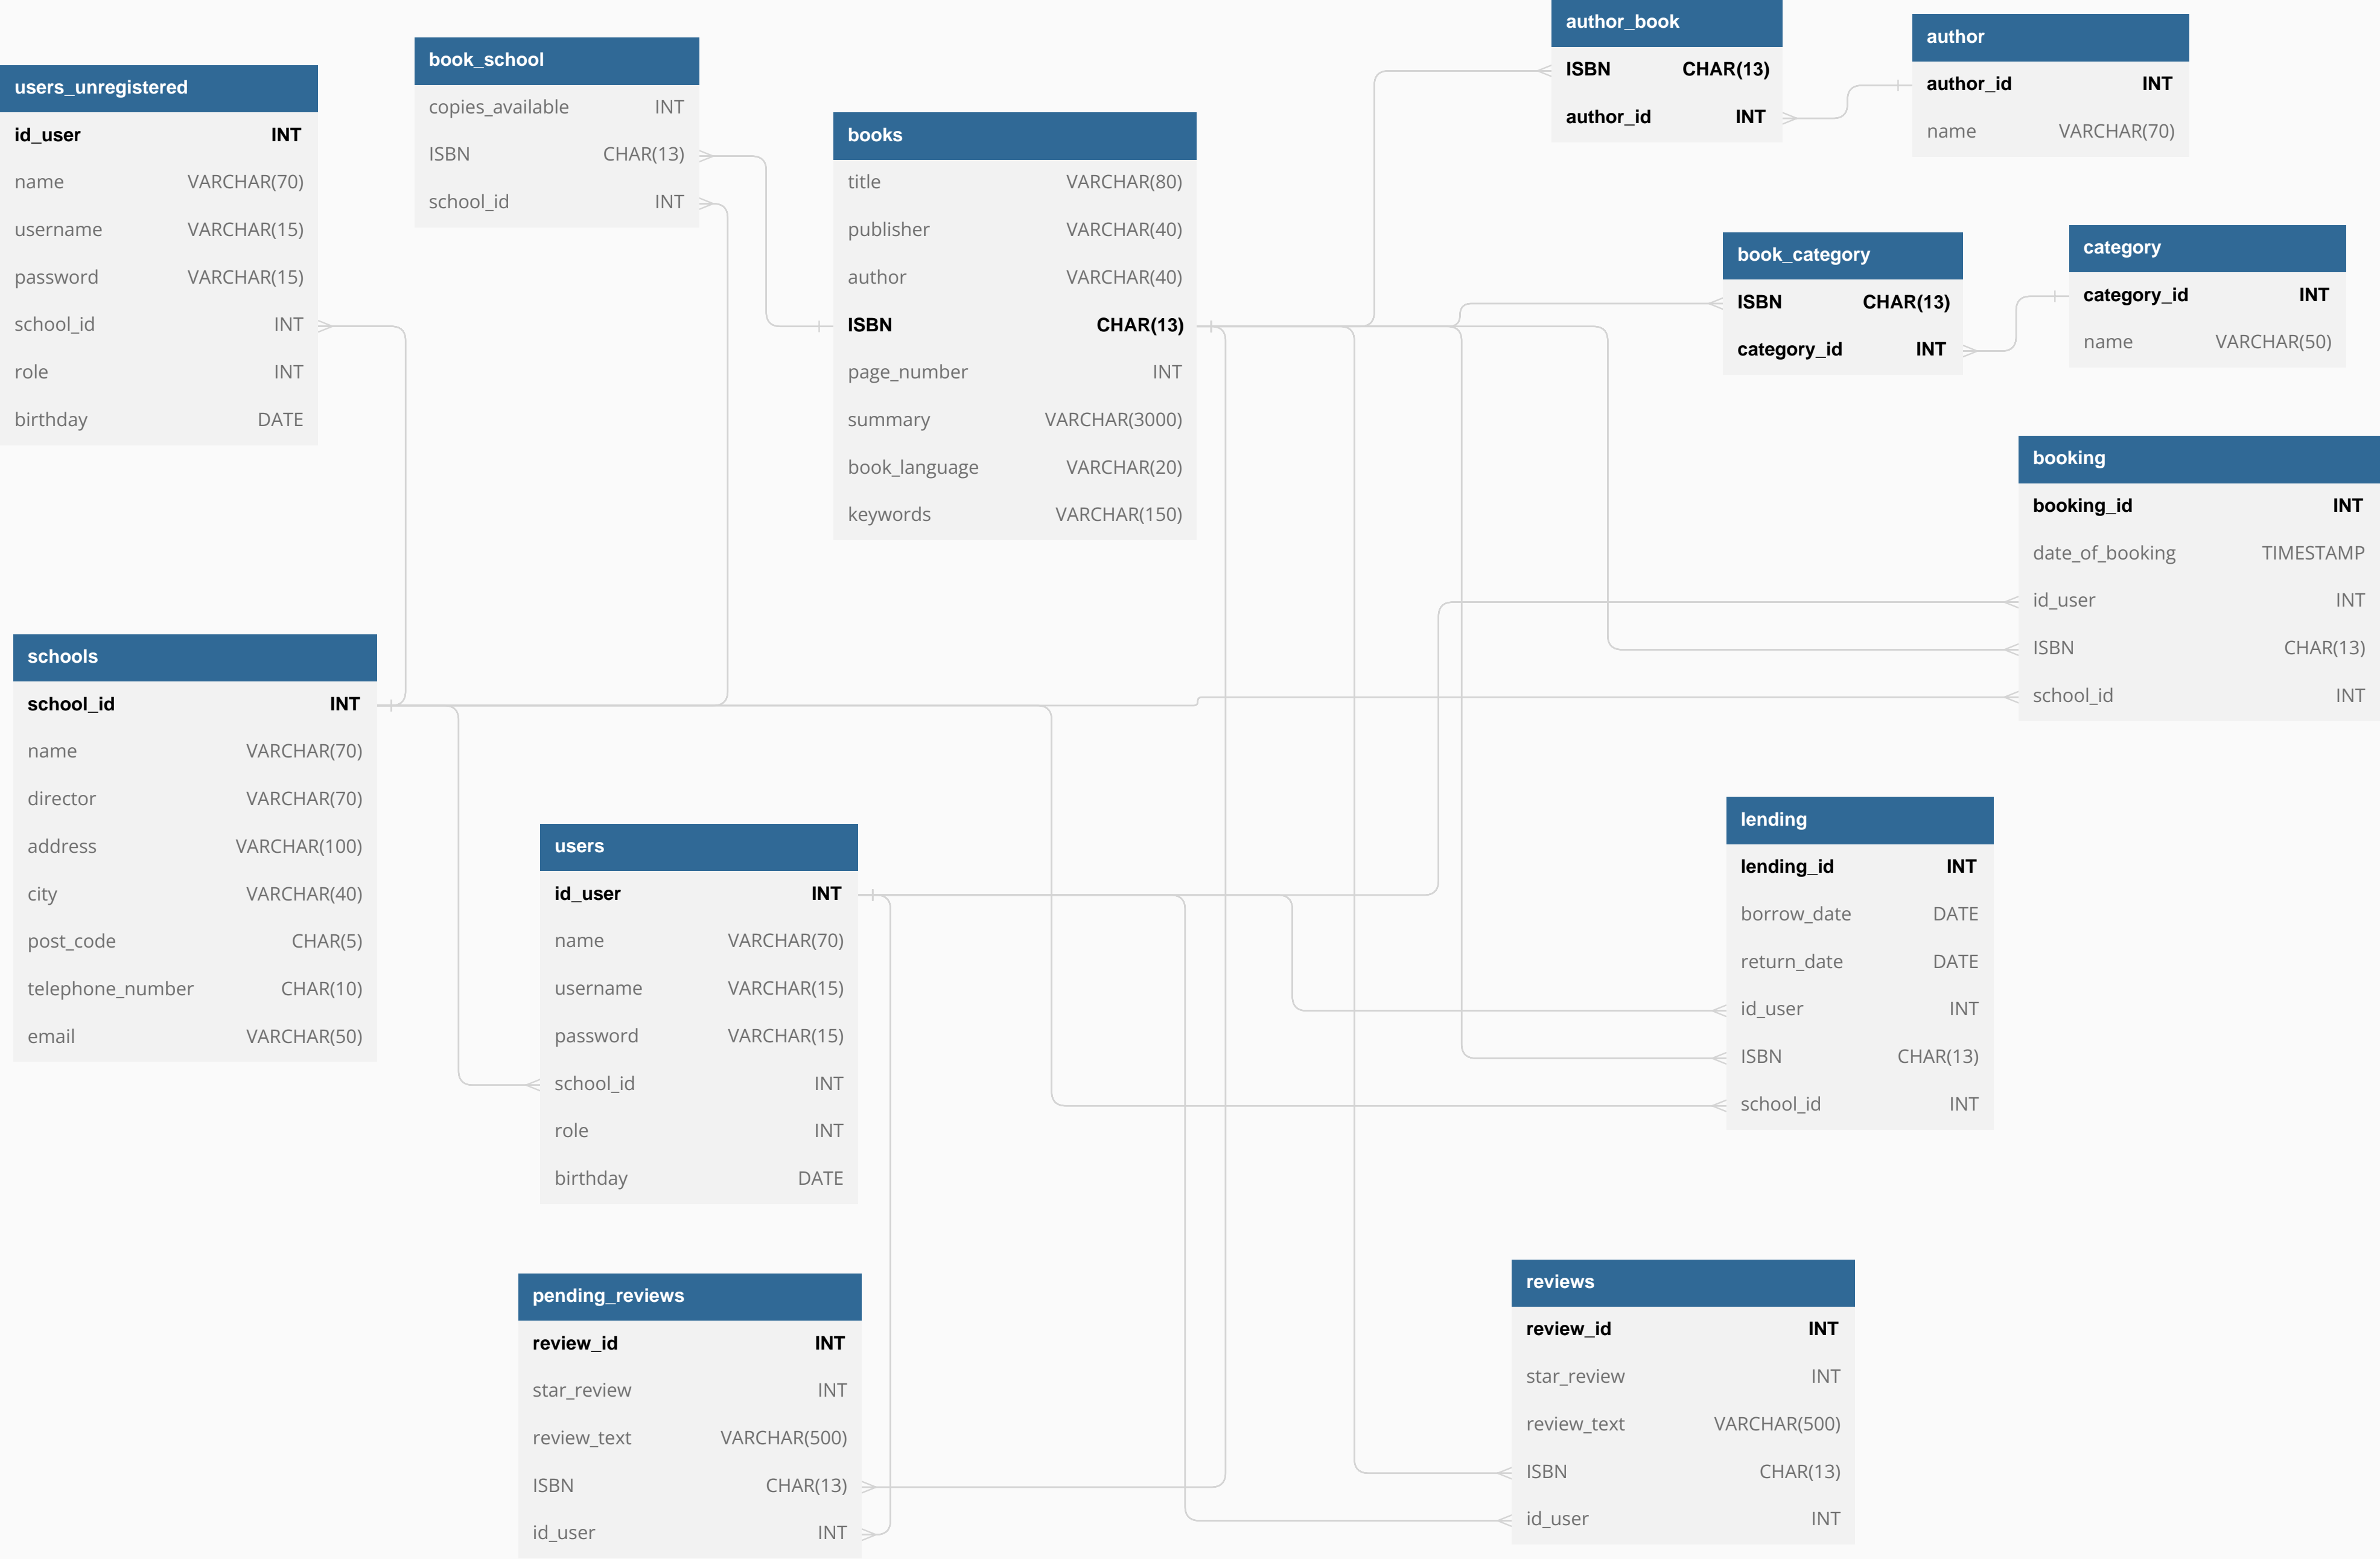 users_unregistered
id_user INT
name VARCHAR(70)
username VARCHAR(15)
password VARCHAR(15)
school_id INT
role INT
birthday DATE
book_school
copies_available INT
ISBN CHAR(13)
school_id INT
books
title VARCHAR(80)
publisher VARCHAR(40)
author VARCHAR(40)
ISBN CHAR(13)
page_number INT
summary VARCHAR(3000)
book_language VARCHAR(20)
keywords VARCHAR(150)
author_book
ISBN CHAR(13)
author_id INT
author
author_id INT
name VARCHAR(70)
book_category
ISBN CHAR(13)
category_id INT
category
category_id INT
name VARCHAR(50)
booking
booking_id INT
date_of_booking TIMESTAMP
id_user INT
ISBN CHAR(13)
school_id INT
schools
school_id INT
name VARCHAR(70)
director VARCHAR(70)
address VARCHAR(100)
city VARCHAR(40)
post_code CHAR(5)
telephone_number CHAR(10)
email VARCHAR(50)
users
id_user INT
name VARCHAR(70)
username VARCHAR(15)
password VARCHAR(15)
school_id INT
role INT
birthday DATE
lending
lending_id INT
borrow_date DATE
return_date DATE
id_user INT
ISBN CHAR(13)
school_id INT
pending_reviews
review_id INT
star_review INT
review_text VARCHAR(500)
ISBN CHAR(13)
id_user INT
reviews
review_id INT
star_review INT
review_text VARCHAR(500)
ISBN CHAR(13)
id_user INT